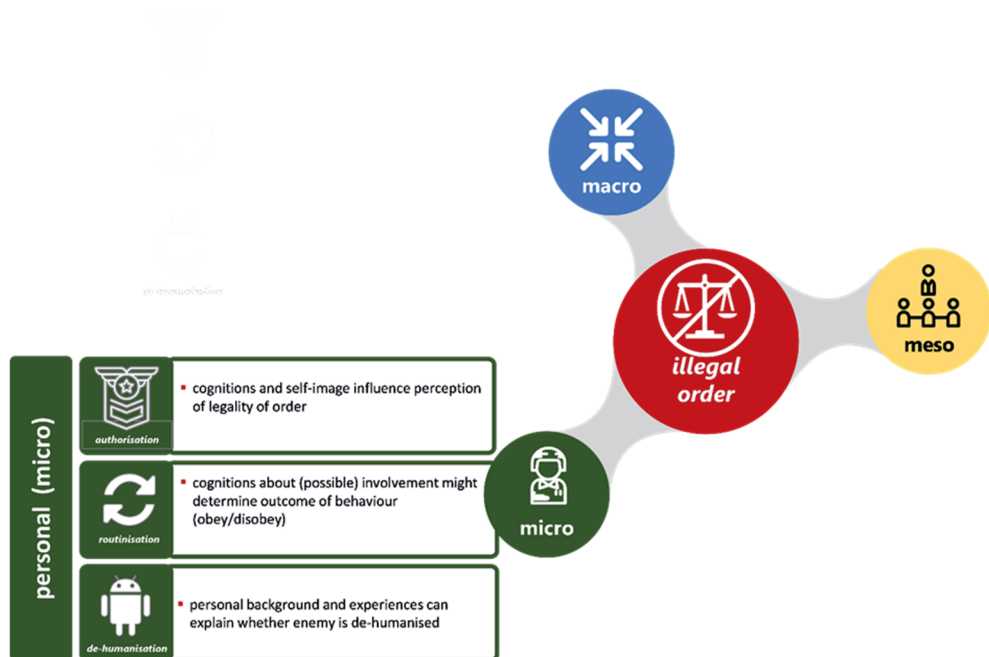 macro
meso
illegal
order
micro
personal (micro)
authorisation
▪ cognitions and self-image influence perception
of legality of order
routinisation
▪ cognitions about (possible) involvement might
determine outcome of behaviour
(obey/disobey)
de-humanisation
▪ personal background and experiences can
explain whether enemy is de-humanised